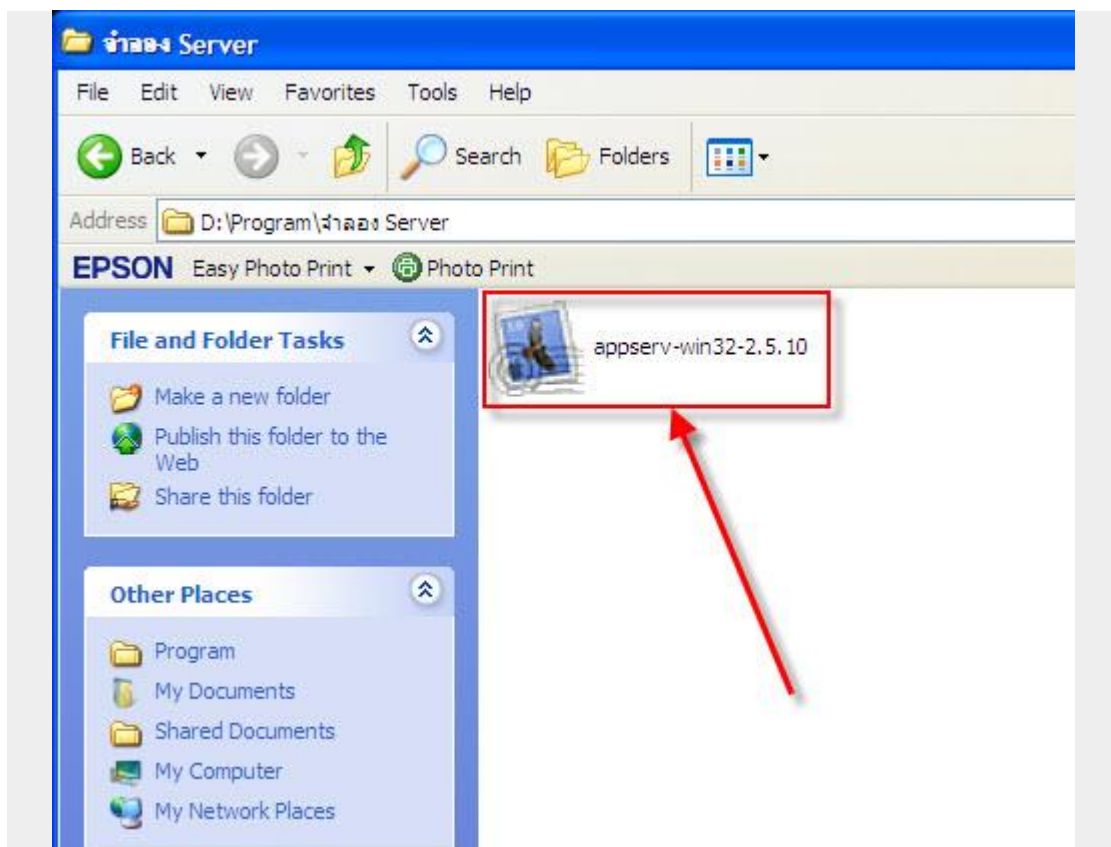 จำลอง Server
File Edit View Favorites Tools Help
Back Search Folders
Address D:\Program\จำลอง Server
EPSON Easy Photo Print Photo Print
File and Folder Tasks
Make a new folder
Publish this folder to the
Web
Share this folder
Other Places
Program
My Documents
Shared Documents
My Computer
My Network Places
appserv-win32-2.5.10